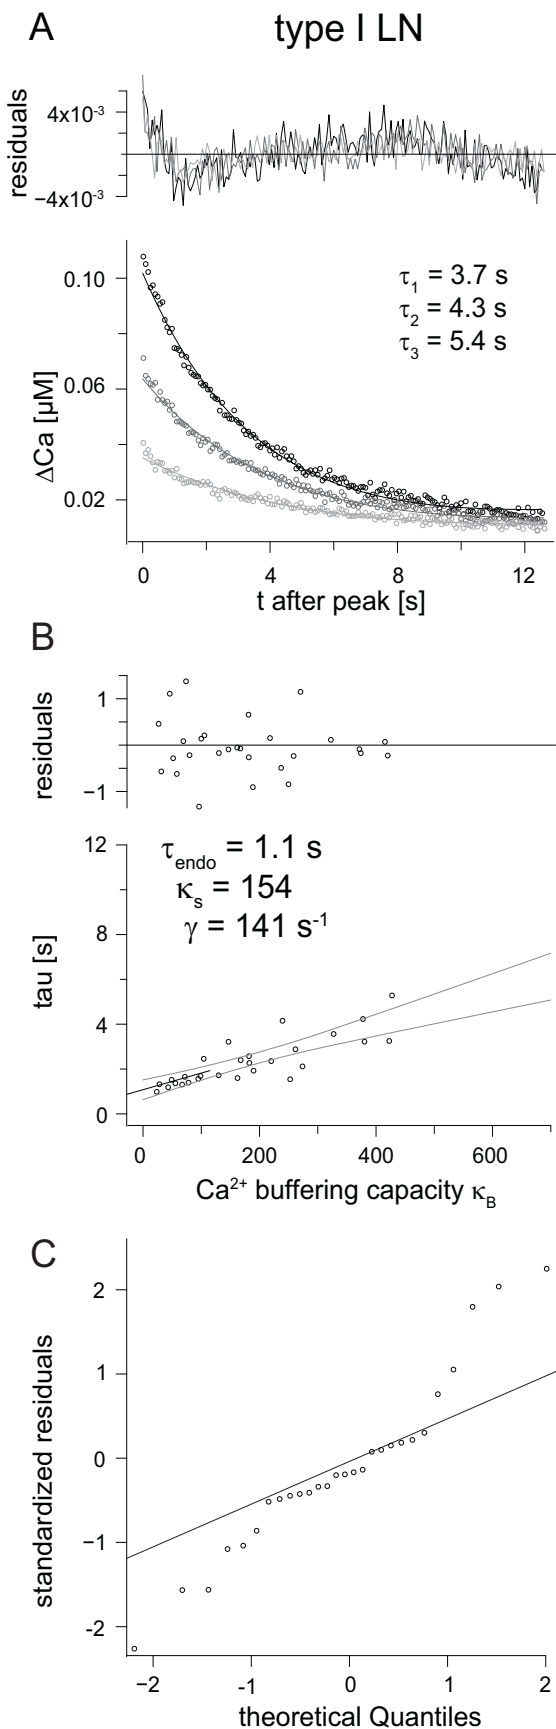 A
type I LN
residuals
4x10⁻³
−4x10⁻³
ΔCa [µM]
0.10
0.06
0.02
τ₁ = 3.7 s
τ₂ = 4.3 s
τ₃ = 5.4 s
0 4 8 12
t after peak [s]
B
residuals
1
−1
tau [s]
12
8
4
0
τendo = 1.1 s
κs = 154
γ = 141 s⁻¹
0 200 400 600
Ca²⁺ buffering capacity κB
C
standardized residuals
2
1
0
-1
-2
−2 -1 0 1 2
theoretical Quantiles